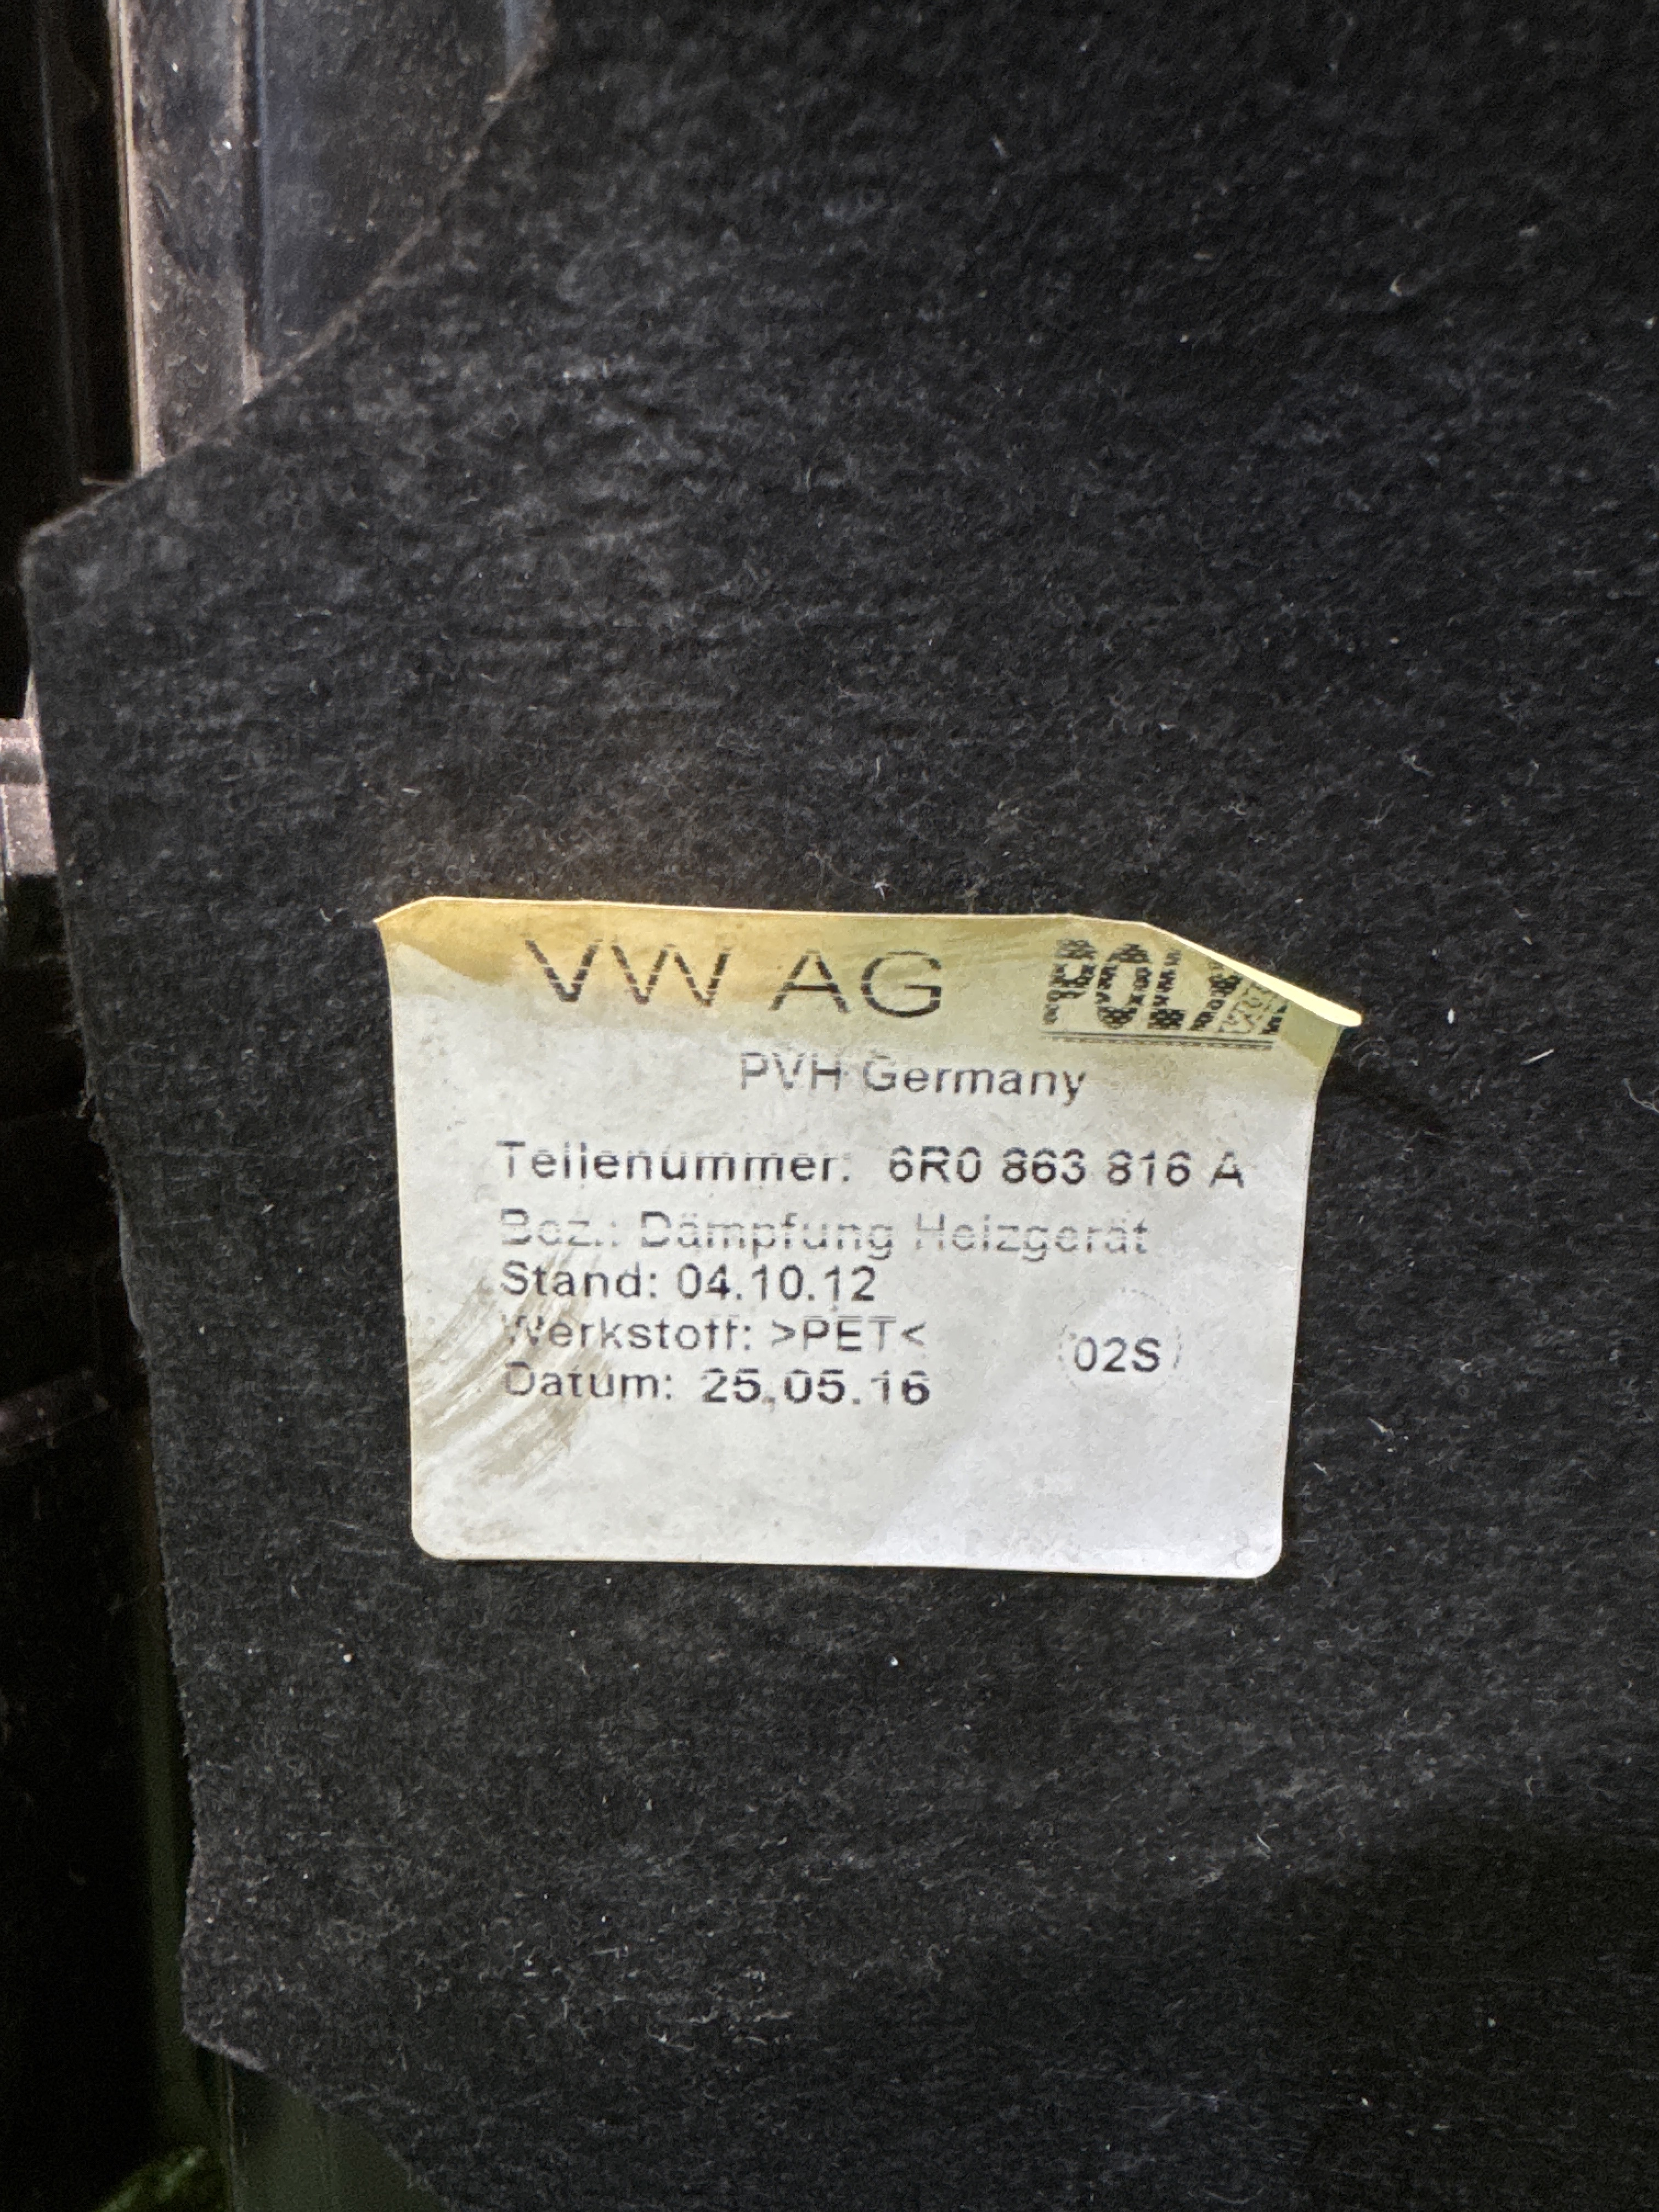 VW AG
PVH Germany
Teilenummer: 6R0 863 816 A
Bez.: Dämpfung Heizgerät
Stand: 04.10.12
Werkstoff: >PET<
02S
Datum: 25.05.16